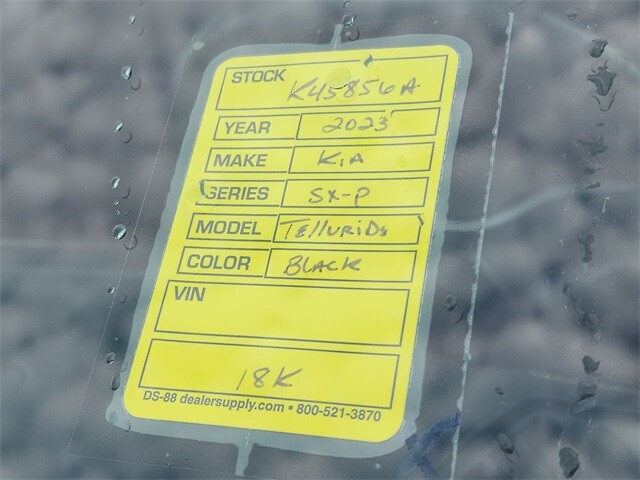 STOCK K45856A
YEAR 2023
MAKE KIA
SERIES SX-P
MODEL TEllURiDe
COLOR BLACK
VIN
18K
DS-88 dealersupply.com • 800-521-3870